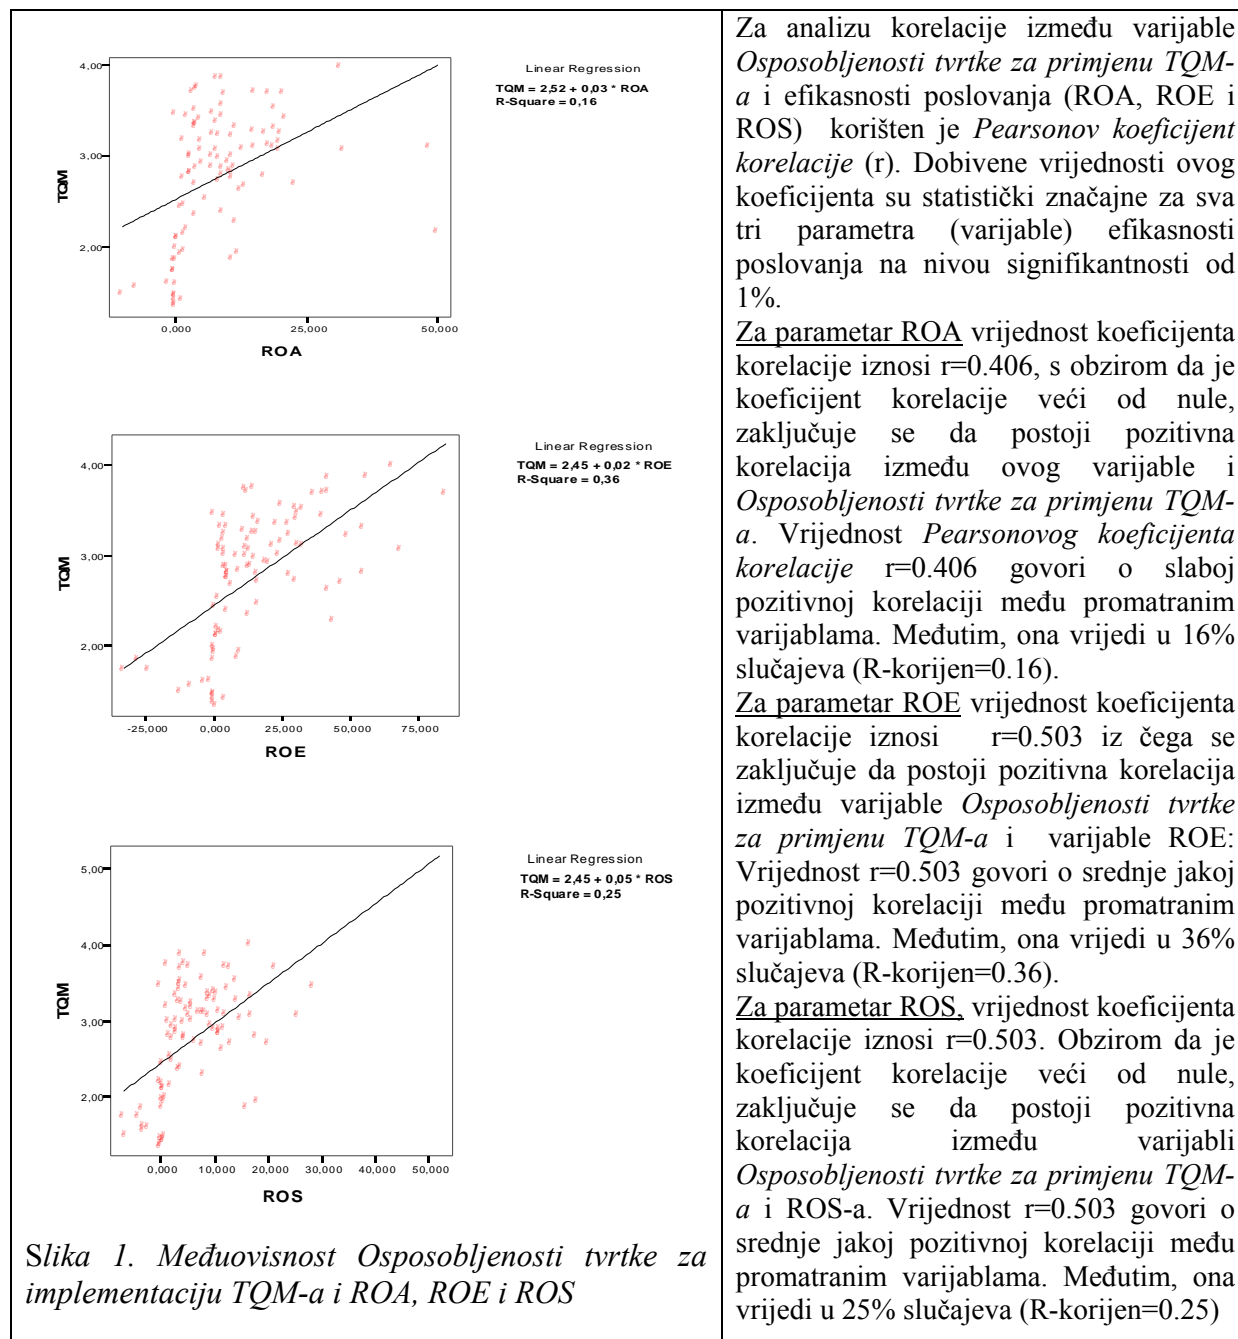 4,00
3,00
2,00
TQM
0,000
25,000
50,000
ROA
Linear Regression
TQM = 2,52 + 0,03 * ROA
R-Square = 0,16
4,00
3,00
2,00
TQM
-25,000
0,000
25,000
50,000
75,000
ROE
Linear Regression
TQM = 2,45 + 0,02 * ROE
R-Square = 0,36
5,00
4,00
3,00
2,00
TQM
0,000
10,000
20,000
30,000
40,000
50,000
ROS
Linear Regression
TQM = 2,45 + 0,05 * ROS
R-Square = 0,25
Slika 1. Međuovisnost Osposobljenosti tvrtke za
implementaciju TQM-a i ROA, ROE i ROS
Za analizu korelacije između varijable
Osposobljenosti tvrtke za primjenu TQM-
a i efikasnosti poslovanja (ROA, ROE i
ROS) korišten je Pearsonov koeficijent
korelacije (r). Dobivene vrijednosti ovog
koeficijenta su statistički značajne za sva
tri parametra (varijable) efikasnosti
poslovanja na nivou signifikantnosti od
1%.
Za parametar ROA vrijednost koeficijenta
korelacije iznosi r=0.406, s obzirom da je
koeficijent korelacije veći od nule,
zaključuje se da postoji pozitivna
korelacija između ovog varijable i
Osposobljenosti tvrtke za primjenu TQM-
a. Vrijednost Pearsonovog koeficijenta
korelacije r=0.406 govori o slaboj
pozitivnoj korelaciji među promatranim
varijablama. Međutim, ona vrijedi u 16%
slučajeva (R-korijen=0.16).
Za parametar ROE vrijednost koeficijenta
korelacije iznosi r=0.503 iz čega se
zaključuje da postoji pozitivna korelacija
između varijable Osposobljenosti tvrtke
za primjenu TQM-a i varijable ROE:
Vrijednost r=0.503 govori o srednje jakoj
pozitivnoj korelaciji među promatranim
varijablama. Međutim, ona vrijedi u 36%
slučajeva (R-korijen=0.36).
Za parametar ROS, vrijednost koeficijenta
korelacije iznosi r=0.503. Obzirom da je
koeficijent korelacije veći od nule,
zaključuje se da postoji pozitivna
korelacija između varijabli
Osposobljenosti tvrtke za primjenu TQM-
a i ROS-a. Vrijednost r=0.503 govori o
srednje jakoj pozitivnoj korelaciji među
promatranim varijablama. Međutim, ona
vrijedi u 25% slučajeva (R-korijen=0.25)